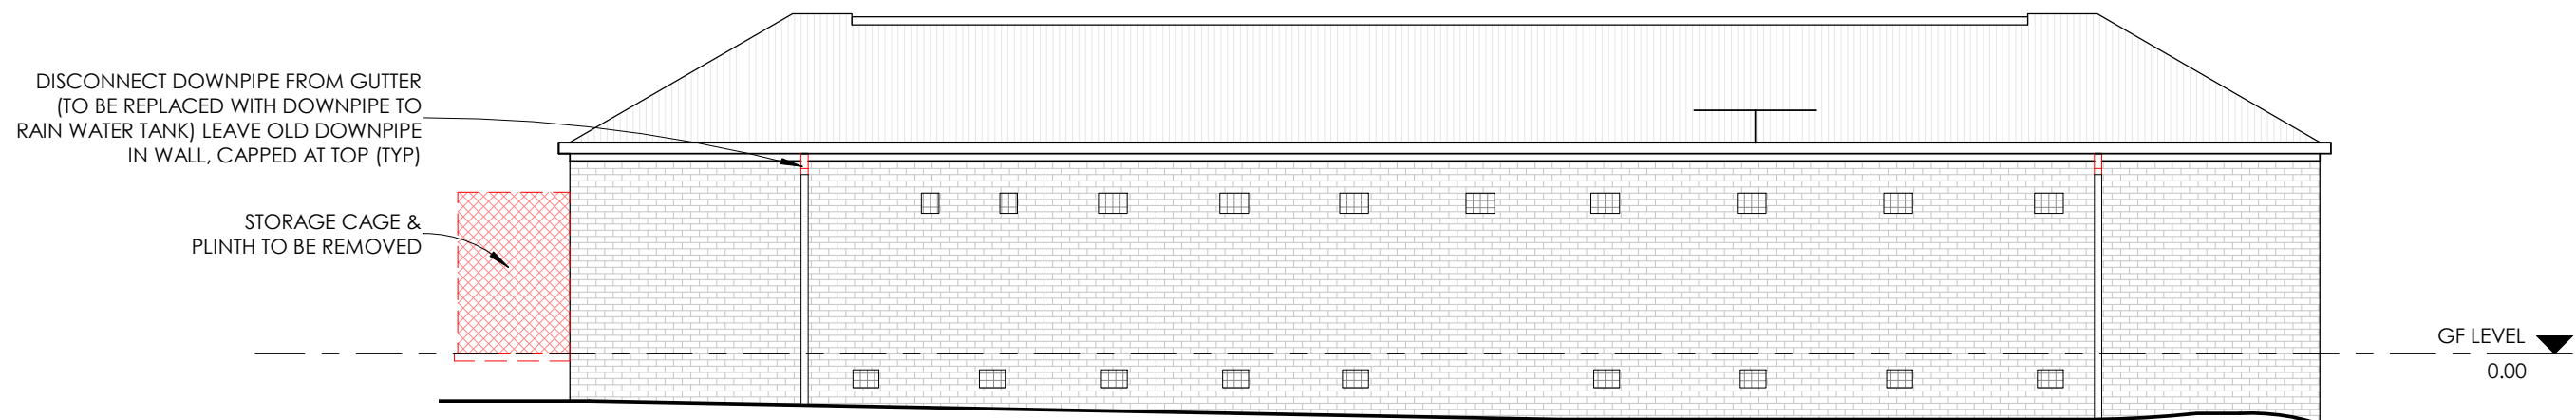 DISCONNECT DOWNPIPE FROM GUTTER
(TO BE REPLACED WITH DOWNPIPE TO
RAIN WATER TANK) LEAVE OLD DOWNPIPE
IN WALL, CAPPED AT TOP (TYP)
STORAGE CAGE &
PLINTH TO BE REMOVED
GF LEVEL
0.00